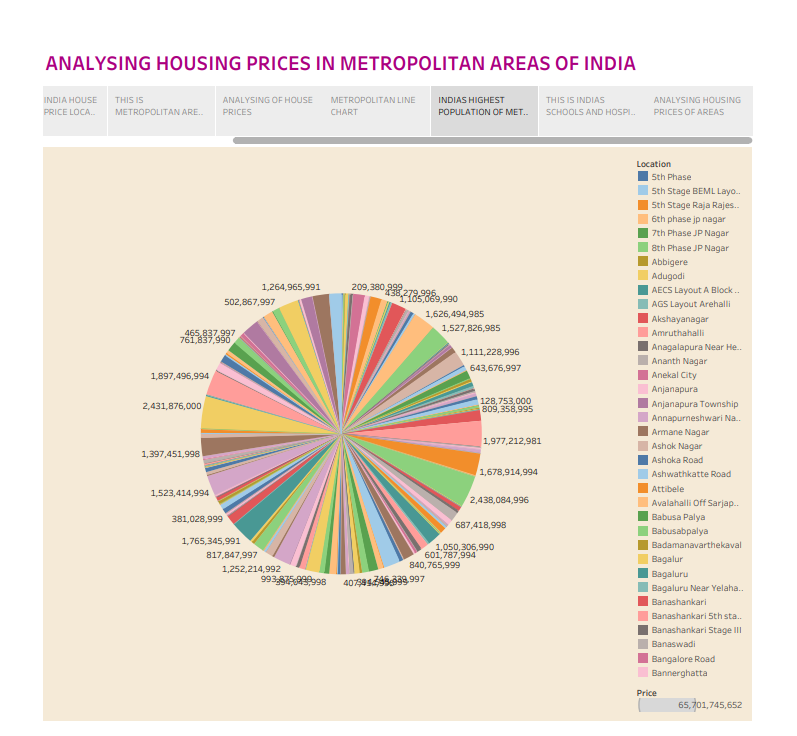 ANALYSING HOUSING PRICES IN METROPOLITAN AREAS OF INDIA
INDIA HOUSE
PRICE LOCA..
THIS IS
METROPOLITAN ARE..
ANALYSING OF HOUSE
PRICES
METROPOLITAN LINE
CHART
INDIAS HIGHEST
POPULATION OF MET..
THIS IS INDIAS
SCHOOLS AND HOSPI..
ANALYSING HOUSING
PRICES OF AREAS
1,264,965,991
209,380,999
438,279,996
502,867,997
1,105,069,990
1,626,494,985
465,837,997
1,527,826,985
761,837,990
1,111,228,996
643,676,997
1,897,496,994
128,753,000
2,431,876,000
809,358,995
1,977,212,981
1,397,451,998
1,678,914,994
1,523,414,994
2,438,084,996
381,028,999
687,418,998
1,765,345,991
1,050,306,990
817,847,997
601,787,994
1,252,214,992
840,765,999
Location
5th Phase
5th Stage BEML Layo..
5th Stage Raja Rajes..
6th phase jp nagar
7th Phase JP Nagar
8th Phase JP Nagar
Abbigere
Adugodi
AECS Layout A Block ..
AGS Layout Arehalli
Akshayanagar
Amruthahalli
Anagalapura Near He..
Ananth Nagar
Anekal City
Anjanapura
Anjanapura Township
Annapurneshwari Na..
Armane Nagar
Ashok Nagar
Ashoka Road
Ashwathkatte Road
Attibele
Avalahalli Off Sarjap..
Babusa Palya
Babusabpalya
Badamanavarthekaval
Bagalur
Bagaluru
Bagaluru Near Yelaha..
Banashankari
Banashankari 5th sta..
Banashankari Stage III
Banaswadi
Bangalore Road
Bannerghatta
Price
65,701,745,652